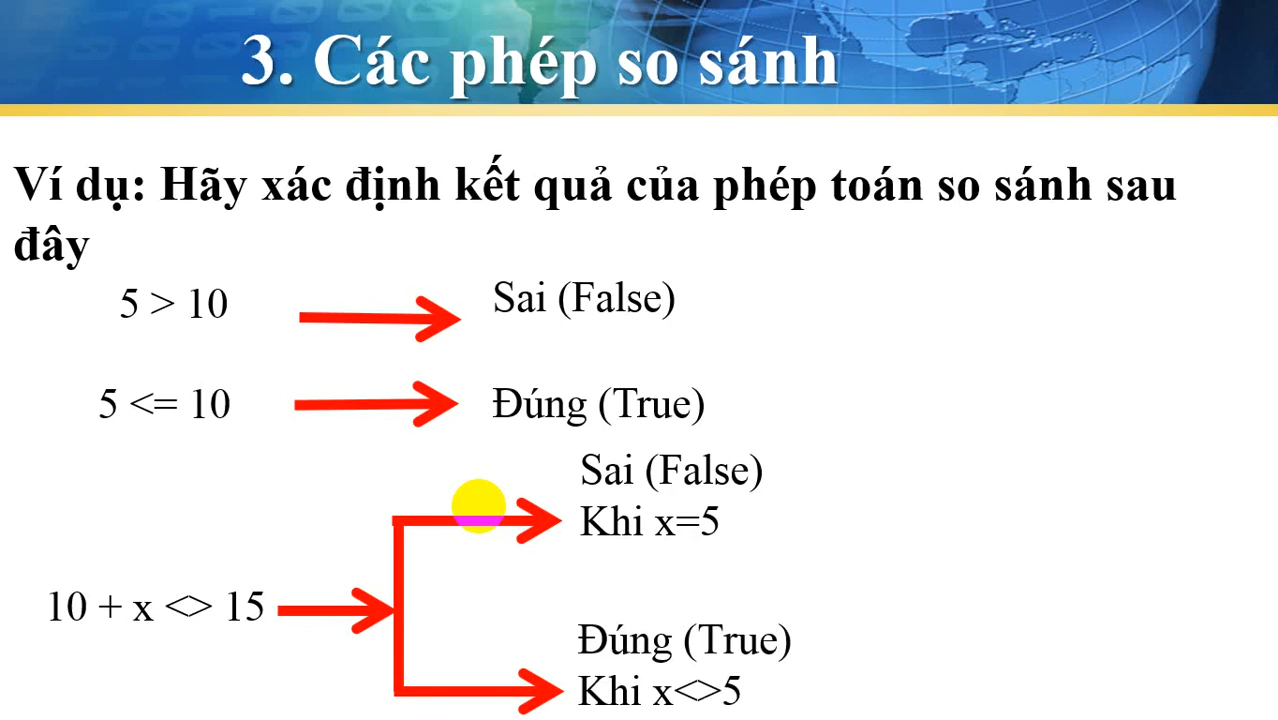 3. Các phép so sánh
Ví dụ: Hãy xác định kết quả của phép toán so sánh sau
đây
5 > 10
Sai (False)
5 <= 10
Đúng (True)
Sai (False)
Khi x=5
10 + x <> 15
Đúng (True)
Khi x<>5